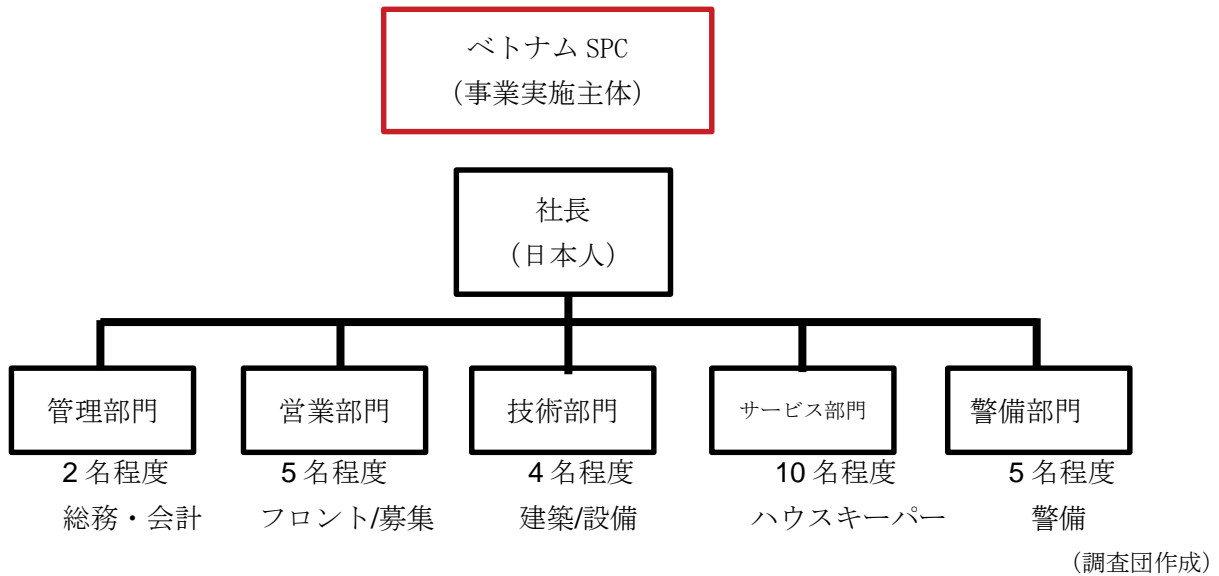 ベトナム SPC
（事業実施主体）
社長
（日本人）
管理部門
営業部門
技術部門
サービス部門
警備部門
2 名程度
5 名程度
4 名程度
10 名程度
5 名程度
総務・会計
フロント/募集
建築/設備
ハウスキーパー
警備
（調査団作成）